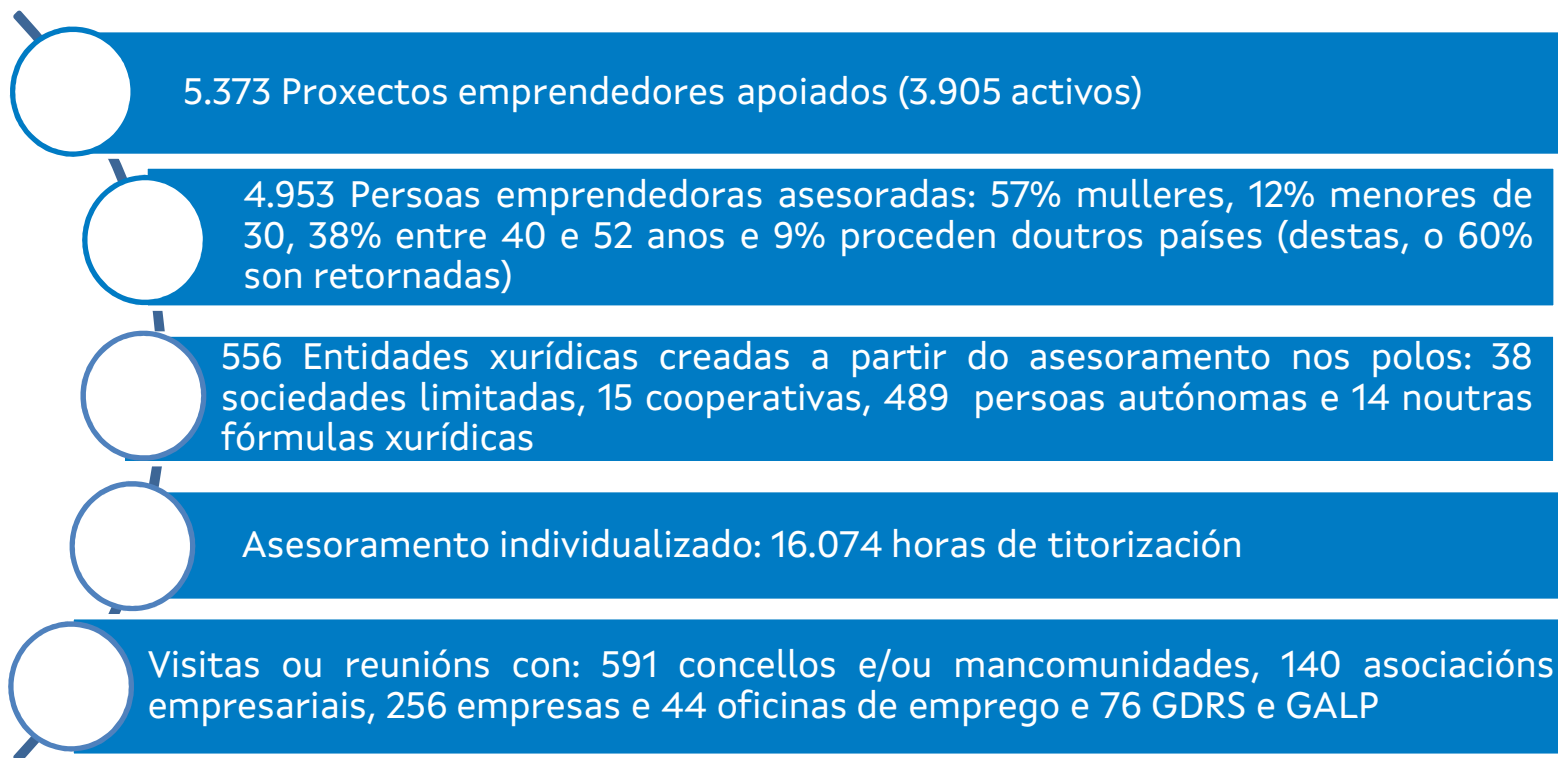 5.373 Proxectos emprendedores apoiados (3.905 activos)
4.953 Persoas emprendedoras asesoradas: 57% mulleres, 12% menores de
30, 38% entre 40 e 52 anos e 9% proceden doutros países (destas, o 60%
son retornadas)
556 Entidades xurídicas creadas a partir do asesoramento nos polos: 38
sociedades limitadas, 15 cooperativas, 489 persoas autónomas e 14 noutras
fórmulas xurídicas
Asesoramento individualizado: 16.074 horas de titorización
Visitas ou reunións con: 591 concellos e/ou mancomunidades, 140 asociacións
empresariais, 256 empresas e 44 oficinas de emprego e 76 GDRS e GALP